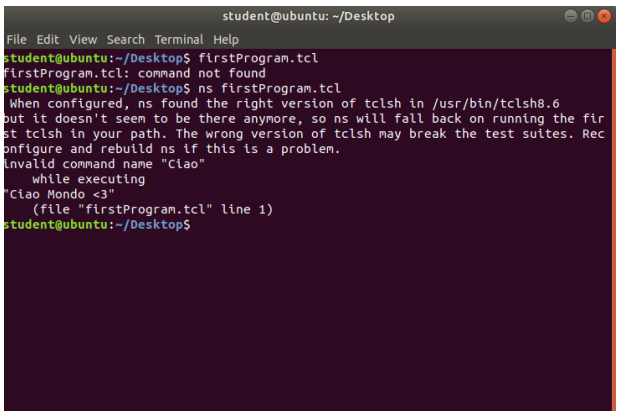 student@ubuntu: ~/Desktop
File Edit View Search Terminal Help
student@ubuntu:~/Desktop$ firstProgram.tcl
firstProgram.tcl: command not found
student@ubuntu:~/Desktop$ ns firstProgram.tcl
 When configured, ns found the right version of tclsh in /usr/bin/tclsh8.6
but it doesn't seem to be there anymore, so ns will fall back on running the fir
st tclsh in your path. The wrong version of tclsh may break the test suites. Rec
onfigure and rebuild ns if this is a problem.
invalid command name "Ciao"
    while executing
"Ciao Mondo <3"
    (file "firstProgram.tcl" line 1)
student@ubuntu:~/Desktop$